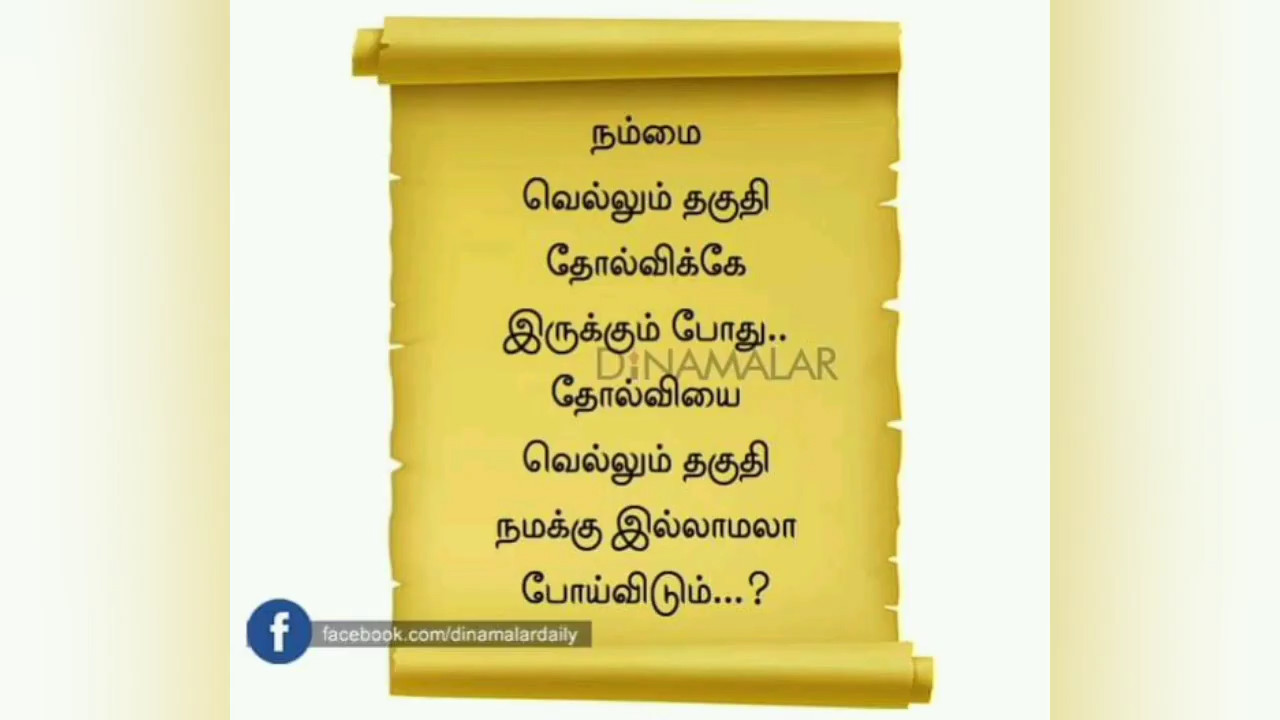 நம்மை
வெல்லும் தகுதி
தோல்விக்கே
இருக்கும் போது..
DiNAMALAR
தோல்வியை
வெல்லும் தகுதி
நமக்கு இல்லாமலா
போய்விடும்...?
f facebook.com/dinamalardaily